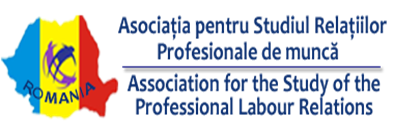 Asociația pentru Studiul Relațiilor
Profesionale de muncă
Association for the Study of the
Professional Labour Relations
ROMANIA